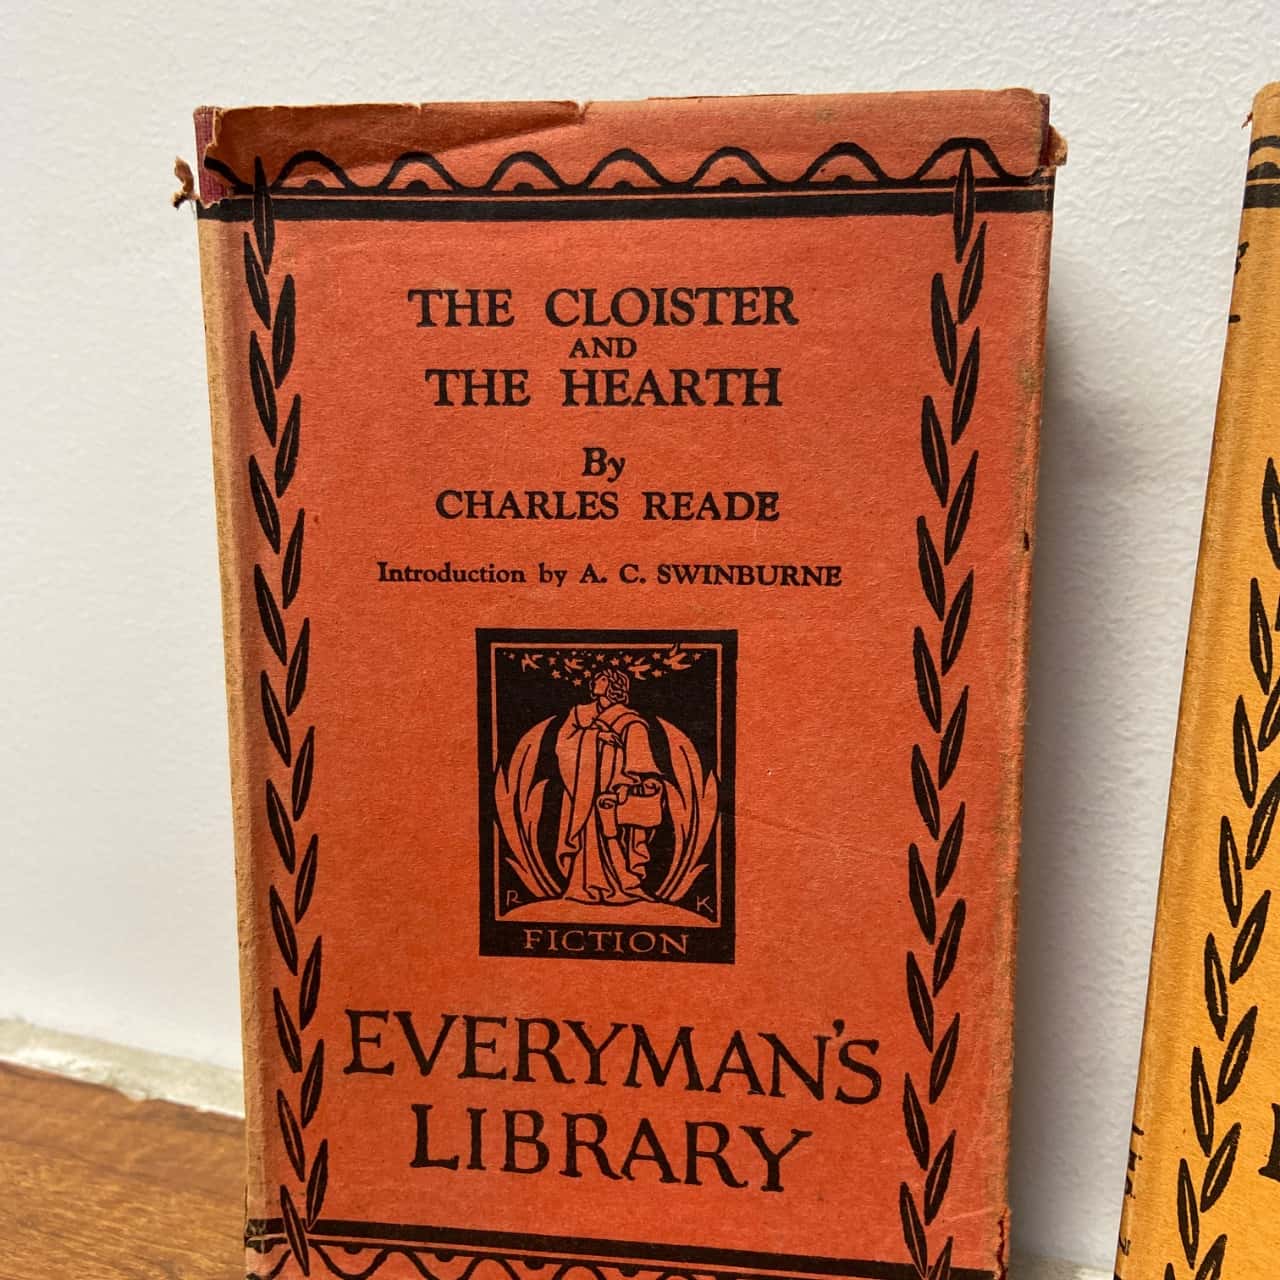 THE CLOISTER
AND
THE HEARTH
By
CHARLES READE
Introduction by A. C. SWINBURNE
R K
FICTION
EVERYMAN'S
LIBRARY